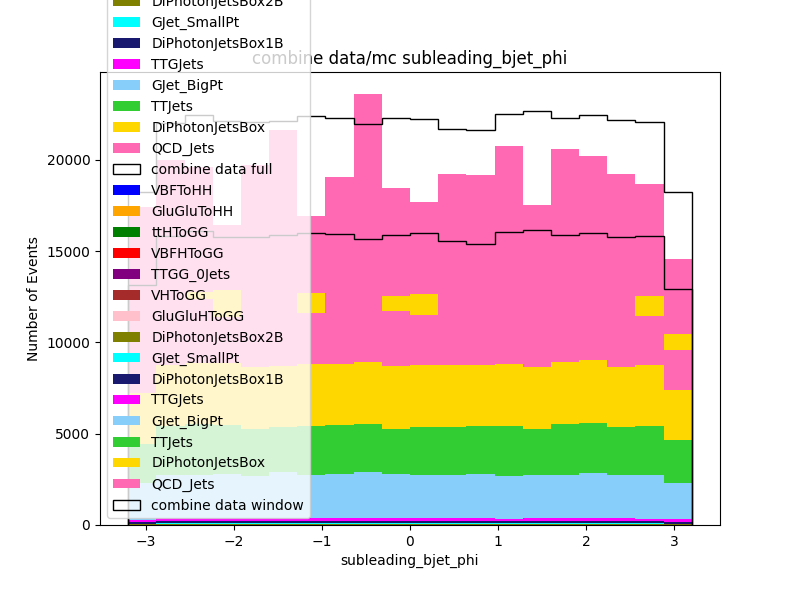 DiPhotonJetsBox2B
GJet_SmallPt
DiPhotonJetsBox1B
combine data/mc subleading_bjet_phi
TTGJets
GJet_BigPt
TTJets
DiPhotonJetsBox
QCD_Jets
combine data full
VBFToHH
GluGluToHH
ttHToGG
VBFHToGG
TTGG_0Jets
VHToGG
GluGluHToGG
DiPhotonJetsBox2B
GJet_SmallPt
DiPhotonJetsBox1B
TTGJets
GJet_BigPt
TTJets
DiPhotonJetsBox
QCD_Jets
combine data window
Number of Events
20000
15000
10000
5000
0
−3 −2 −1 0 1 2 3
subleading_bjet_phi